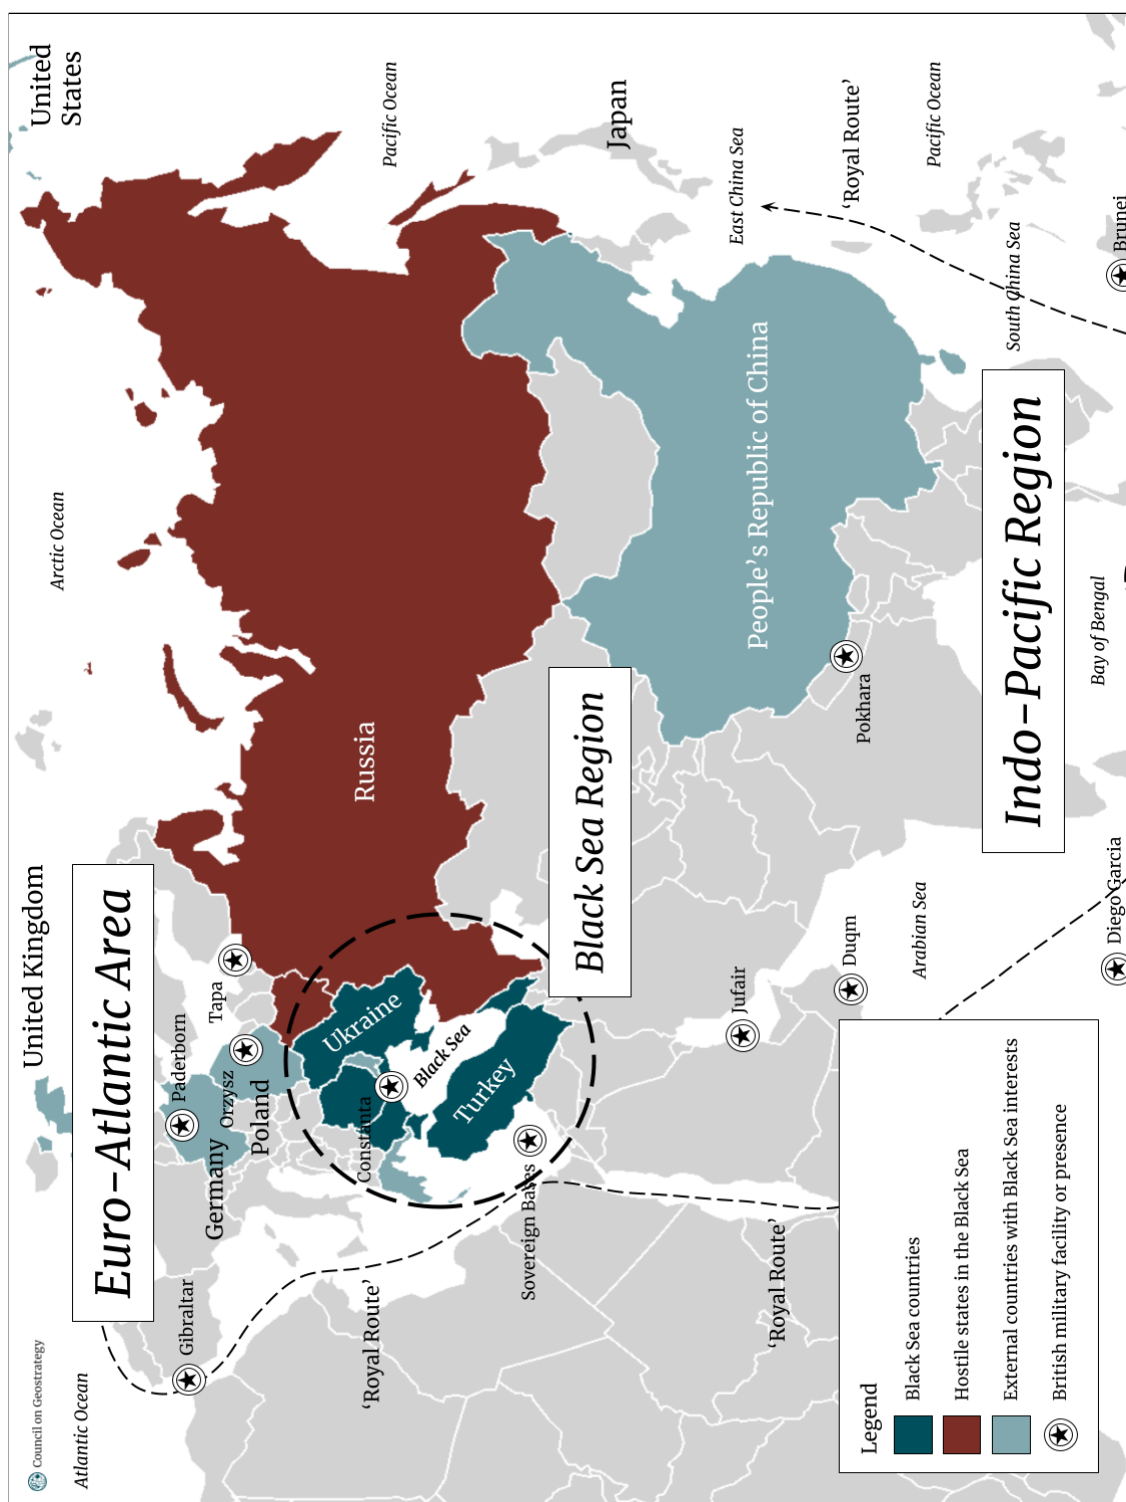 Council on Geostrategy
United Kingdom
Arctic Ocean
United
States
Euro-Atlantic Area
Atlantic Ocean
Gibraltar
Paderborn
Tapa
Germany
Orzysz
Poland
Russia
Pacific Ocean
Ukraine
Constanta
Black Sea
Turkey
'Royal Route'
Sovereign Bases
Black Sea Region
Japan
East China Sea
People's Republic of China
Jufair
'Royal Route'
Duqm
Pokhara
'Royal Route'
Pacific Ocean
Arabian Sea
Indo-Pacific Region
South China Sea
Bay of Bengal
Diego Garcia
Brunei
Legend
Black Sea countries
Hostile states in the Black Sea
External countries with Black Sea interests
British military facility or presence